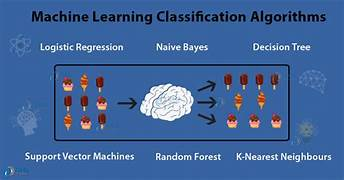 Machine Learning Classification Algorithms
Logistic Regression
Naive Bayes
Decision Tree
Support Vector Machines
Random Forest
K-Nearest Neighbours